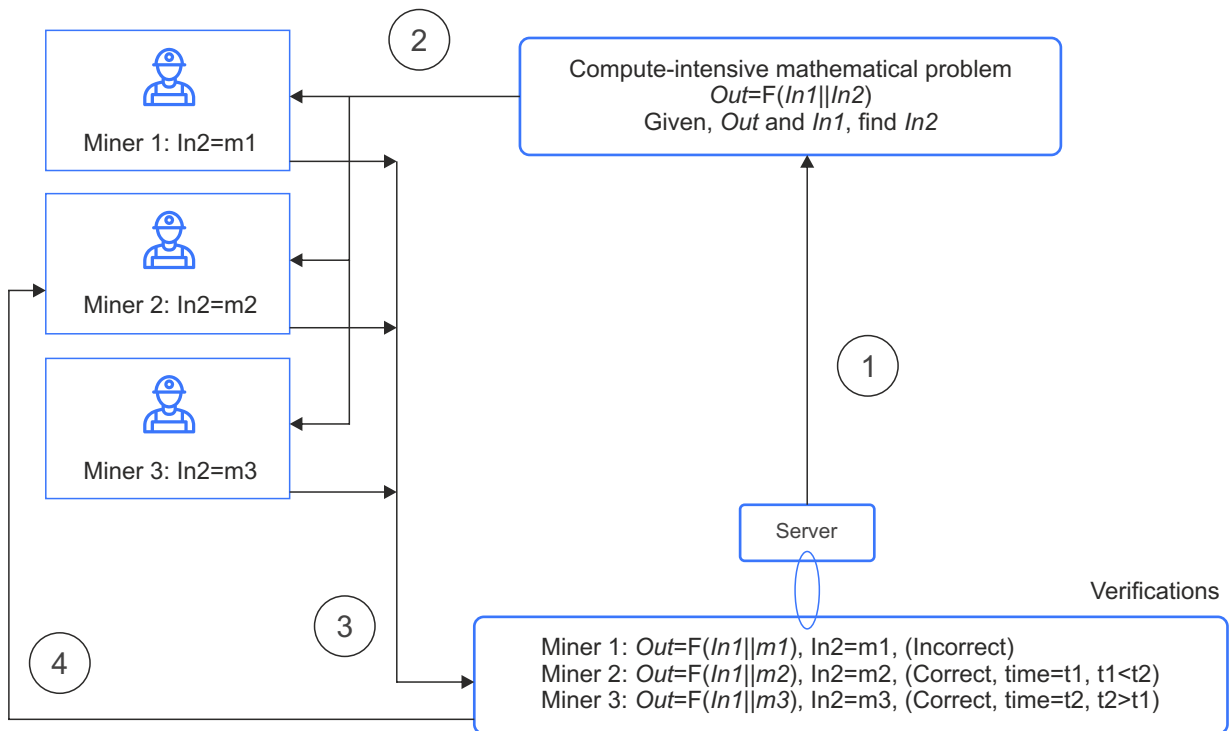 2
Compute-intensive mathematical problem
Out=F(In1||In2)
Given, Out and In1, find In2
Miner 1: In2=m1
Miner 2: In2=m2
1
Miner 3: In2=m3
Server
Verifications
3
4
Miner 1: Out=F(In1||m1), In2=m1, (Incorrect)
Miner 2: Out=F(In1||m2), In2=m2, (Correct, time=t1, t1<t2)
Miner 3: Out=F(In1||m3), In2=m3, (Correct, time=t2, t2>t1)